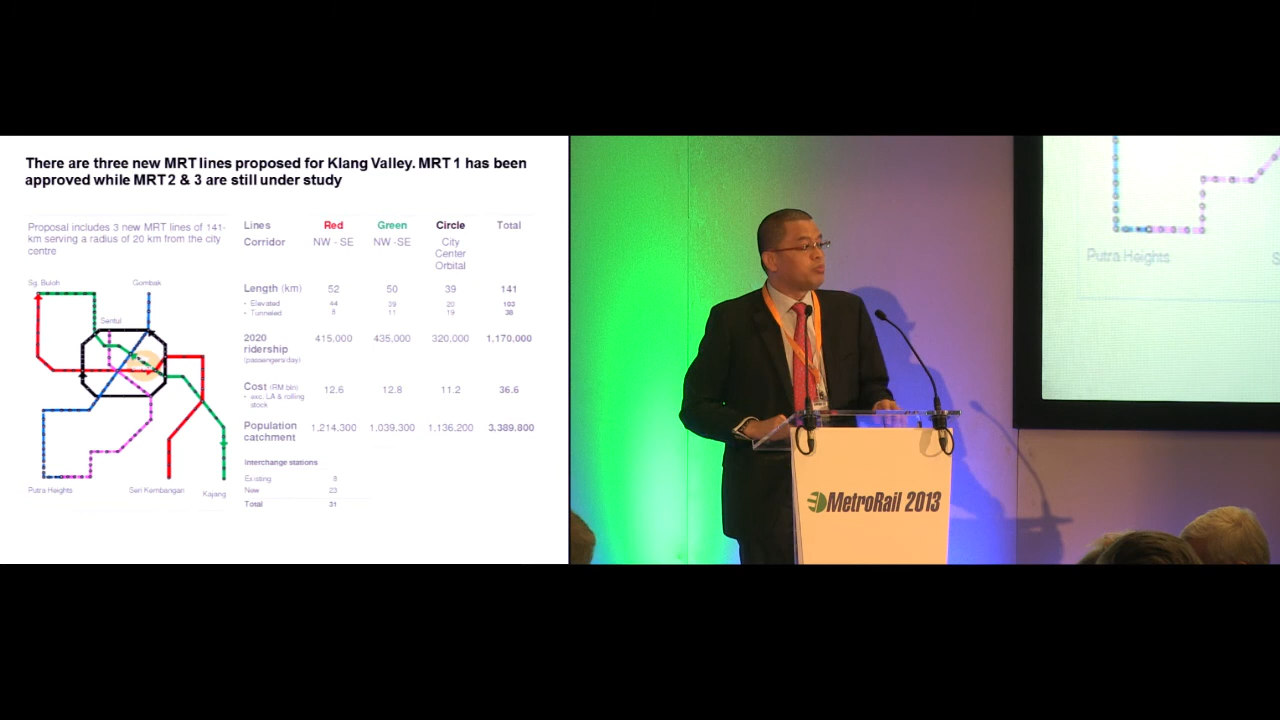 There are three new MRT lines proposed for Klang Valley. MRT 1 has been
approved while MRT 2 & 3 are still under study
Proposal includes 3 new MRT lines of 141-
km serving a radius of 20 km from the city
centre
Lines Red Green Circle Total
Corridor NW - SE NW -SE City
Center
Orbital
Length (km) 52 50 39 141
• Elevated 44 39 20 103
• Tunneled 8 11 19 38
2020 415,000 435,000 320,000 1,170,000
ridership
(passengers/day)
Cost (RM bln) 12.6 12.8 11.2 36.6
• exc. LA & rolling
stock
Population 1,214,300 1,039,300 1,136,200 3,389,800
catchment
Interchange stations
Existing 8
New 23
Total 31
Sg. Buloh Gombak
Sentul
Putra Heights Seri Kembangan Kajang
MetroRail 2013
Putra Heights
S